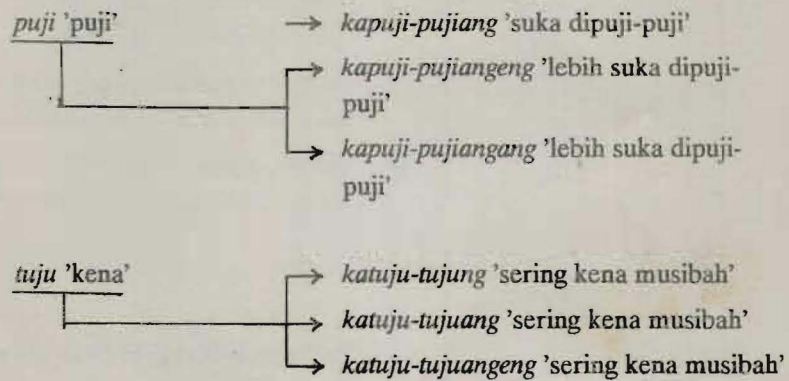 puji 'puji' → kapuji-pujiang 'suka dipuji-puji'
→ kapuji-pujiangeng 'lebih suka dipuji-
puji'
→ kapuji-pujiangang 'lebih suka dipuji-
puji'
tuju 'kena' → katuju-tujung 'sering kena musibah'
→ katuju-tujuang 'sering kena musibah'
→ katuju-tujuangeng 'sering kena musibah'